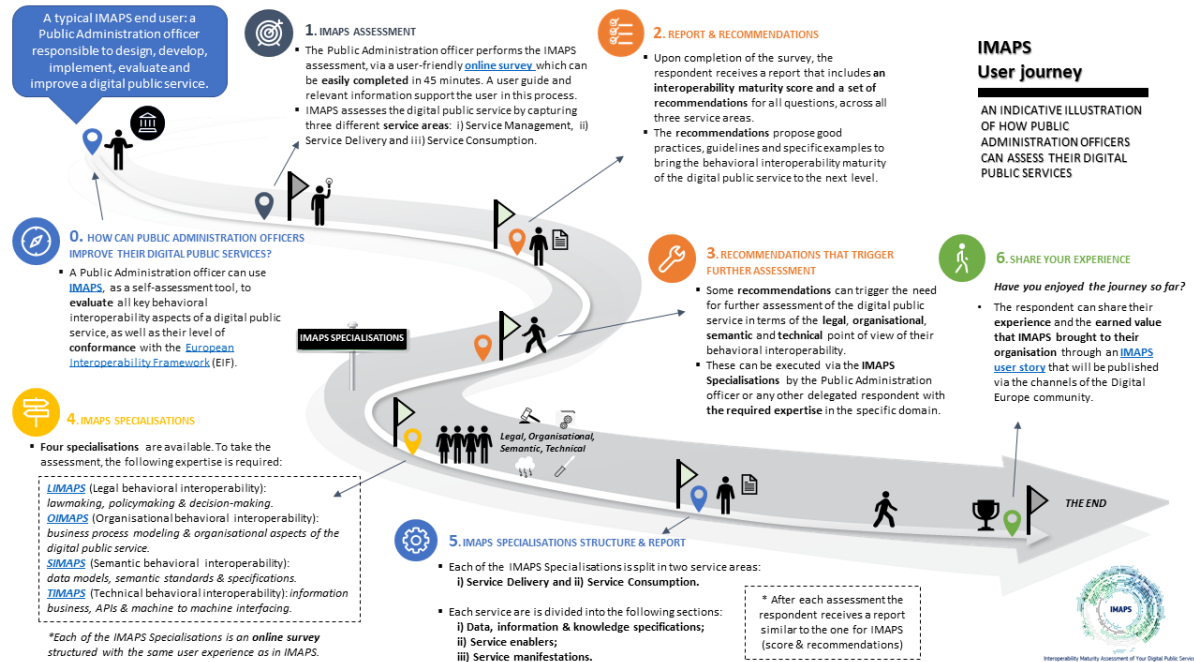 A typical IMAPS end user: a
Public Administration officer
responsible to design, develop,
implement, evaluate and
improve a digital public service.
1. IMAPS ASSESSMENT
▪ The Public Administration officer performs the IMAPS
assessment, via a user-friendly online survey which can
be easily completed in 45 minutes. A user guide and
relevant information support the user in this process.
▪ IMAPS assesses the digital public service by capturing
three different service areas: i) Service Management, ii)
Service Delivery and iii) Service Consumption.
2. REPORT & RECOMMENDATIONS
▪ Upon completion of the survey, the
respondent receives a report that includes an
interoperability maturity score and a set of
recommendations for all questions, across all
three service areas.
▪ The recommendations propose good
practices, guidelines and specific examples to
bring the behavioral interoperability maturity
of the digital public service to the next level.
IMAPS
User journey
AN INDICATIVE ILLUSTRATION
OF HOW PUBLIC
ADMINISTRATION OFFICERS
CAN ASSESS THEIR DIGITAL
PUBLIC SERVICES
0. HOW CAN PUBLIC ADMINISTRATION OFFICERS
IMPROVE THEIR DIGITAL PUBLIC SERVICES?
▪ A Public Administration officer can use
IMAPS, as a self-assessment tool, to
evaluate all key behavioral
interoperability aspects of a digital public
service, as well as their level of
conformance with the European
Interoperability Framework (EIF).
IMAPS SPECIALISATIONS
3. RECOMMENDATIONS THAT TRIGGER
FURTHER ASSESSMENT
▪ Some recommendations can trigger the need
for further assessment of the digital public
service in terms of the legal, organisational,
semantic and technical point of view of their
behavioral interoperability.
▪ These can be executed via the IMAPS
Specialisations by the Public Administration
officer or any other delegated respondent with
the required expertise in the specific domain.
6. SHARE YOUR EXPERIENCE
Have you enjoyed the journey so far?
• The respondent can share their
experience and the earned value
that IMAPS brought to their
organisation through an IMAPS
user story that will be published
via the channels of the Digital
Europe community.
4. IMAPS SPECIALISATIONS
▪ Four specialisations are available. To take the
assessment, the following expertise is required:
LIMAPS (Legal behavioral interoperability):
lawmaking, policymaking & decision-making.
OIMAPS (Organisational behavioral interoperability):
business process modeling & organisational aspects of the
digital public service.
SIMAPS (Semantic behavioral interoperability):
data models, semantic standards & specifications.
TIMAPS (Technical behavioral interoperability): information
business, APIs & machine to machine interfacing.
*Each of the IMAPS Specialisations is an online survey
structured with the same user experience as in IMAPS.
Legal, Organisational,
Semantic, Technical
THE END
5. IMAPS SPECIALISATIONS STRUCTURE & REPORT
▪ Each of the IMAPS Specialisations is split in two service areas:
i) Service Delivery and ii) Service Consumption.
▪ Each service are is divided into the following sections:
i) Data, information & knowledge specifications;
ii) Service enablers;
iii) Service manifestations.
* After each assessment the
respondent receives a report
similar to the one for IMAPS
(score & recommendations)
IMAPS
Interoperability Maturity Assessment of Your Digital Public Servic